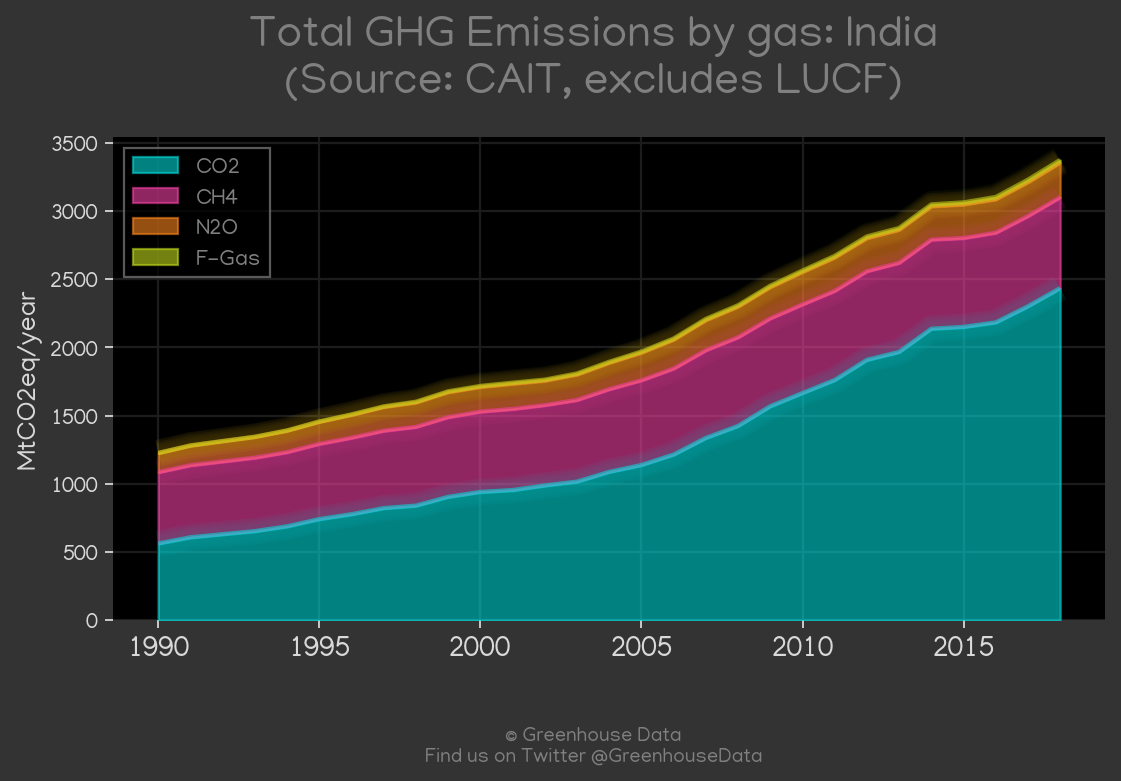 Total GHG Emissions by gas: India
(Source: CAIT, excludes LUCF)
3500
3000
2500
2000
1500
1000
500
0
MtCO2eq/year
CO2
CH4
N2O
F-Gas
1990 1995 2000 2005 2010 2015
© Greenhouse Data
Find us on Twitter @GreenhouseData